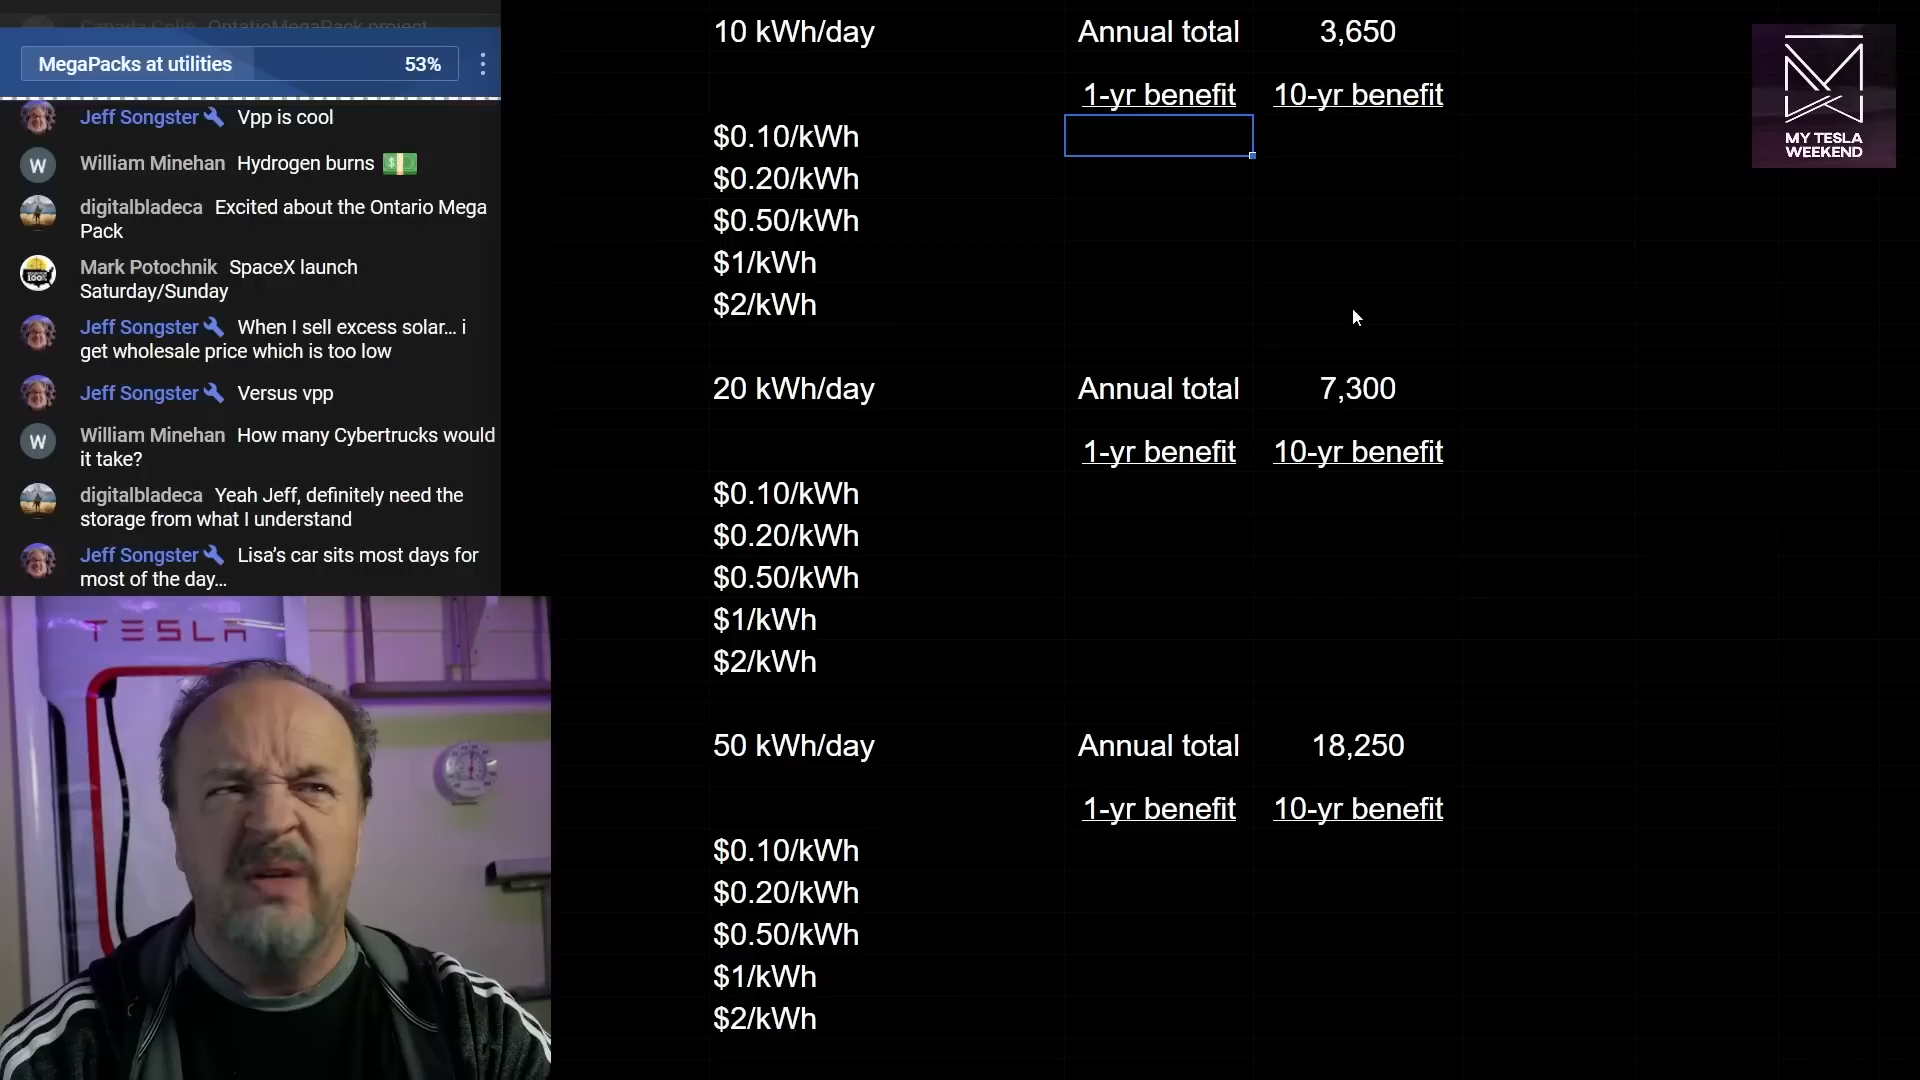 Canada Colin OntarioMegaPack project
MegaPacks at utilities 53%
Jeff Songster Vpp is cool
W William Minehan Hydrogen burns
digitalbladeca Excited about the Ontario Mega
Pack
Mark Potochnik SpaceX launch
Saturday/Sunday
Jeff Songster When I sell excess solar... i
get wholesale price which is too low
Jeff Songster Versus vpp
W William Minehan How many Cybertrucks would
it take?
digitalbladeca Yeah Jeff, definitely need the
storage from what I understand
Jeff Songster Lisa's car sits most days for
most of the day...
TESLA
10 kWh/day Annual total 3,650
1-yr benefit 10-yr benefit
$0.10/kWh
$0.20/kWh
$0.50/kWh
$1/kWh
$2/kWh
20 kWh/day Annual total 7,300
1-yr benefit 10-yr benefit
$0.10/kWh
$0.20/kWh
$0.50/kWh
$1/kWh
$2/kWh
50 kWh/day Annual total 18,250
1-yr benefit 10-yr benefit
$0.10/kWh
$0.20/kWh
$0.50/kWh
$1/kWh
$2/kWh
MY TESLA
WEEKEND